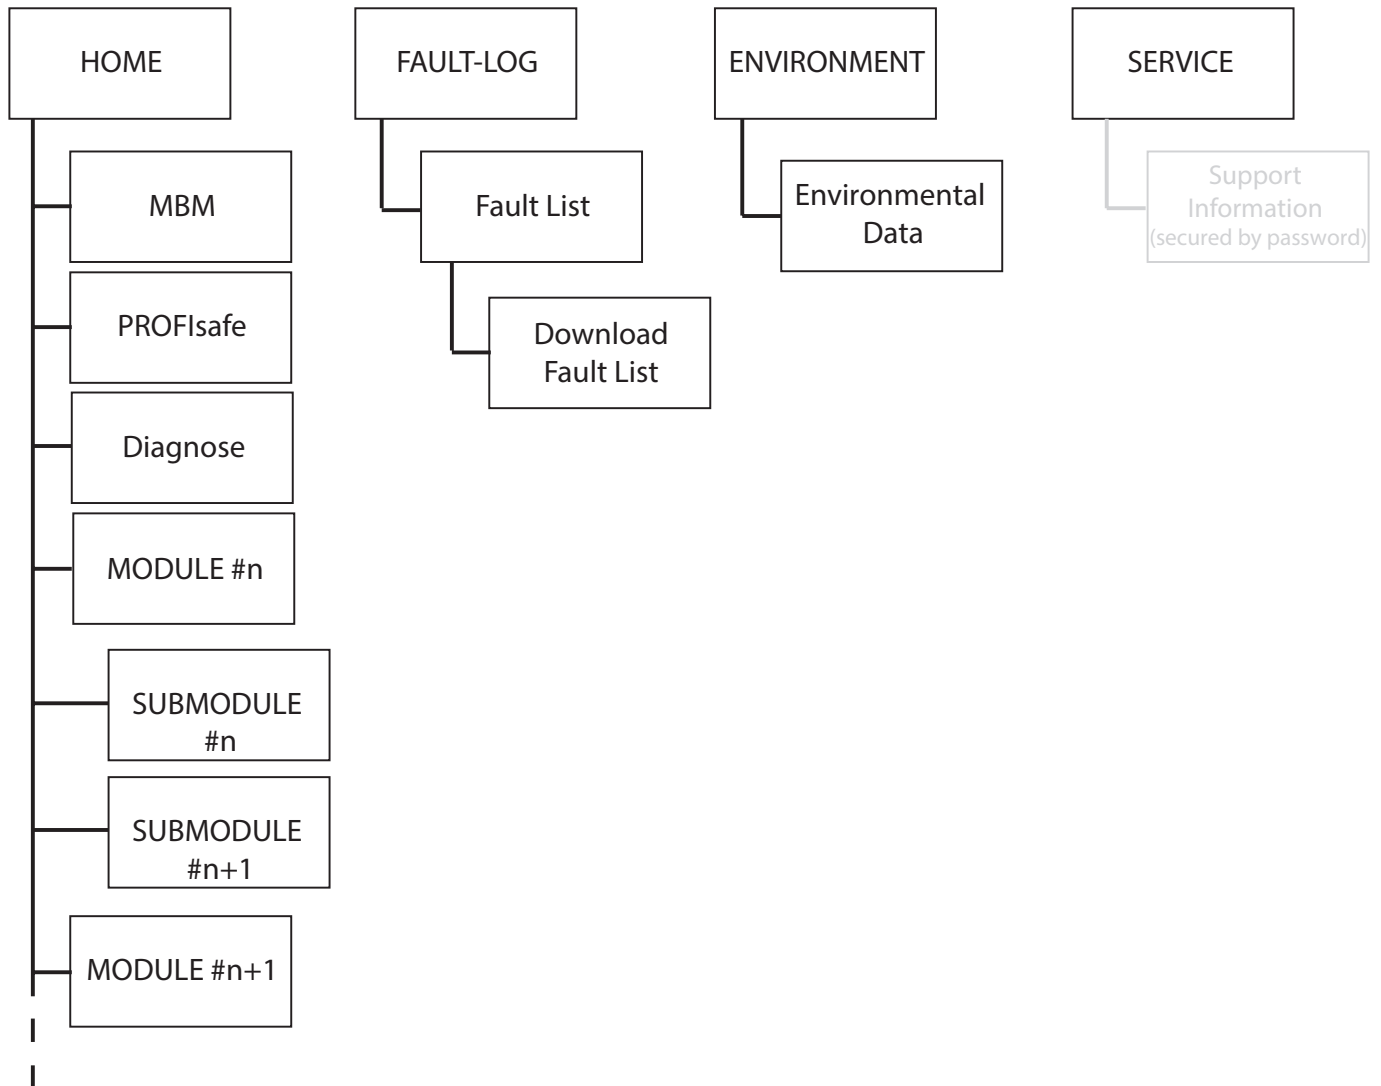 HOME
FAULT-LOG
ENVIRONMENT
SERVICE
MBM
PROFIsafe
Diagnose
MODULE #n
SUBMODULE
#n
SUBMODULE
#n+1
MODULE #n+1
Fault List
Download
Fault List
Environmental
Data
Support
Information
(secured by password)